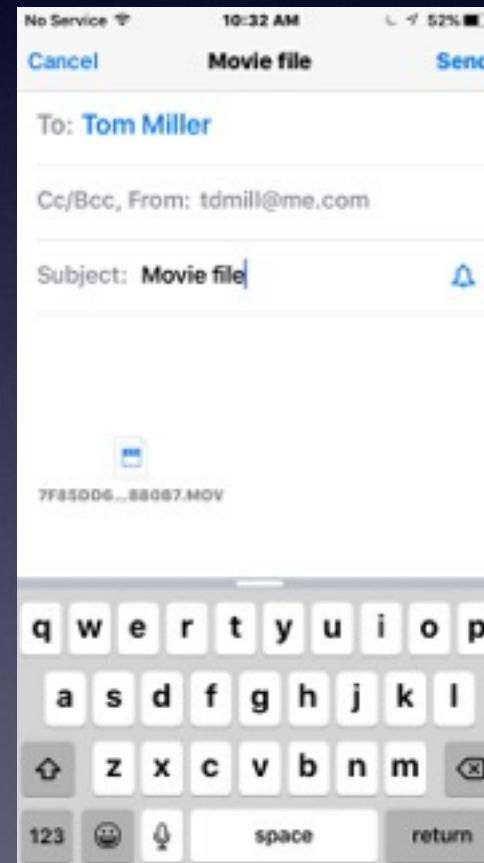 No Service 10:32 AM 52%
Cancel Movie file Send
To: Tom Miller
Cc/Bcc, From: tdmill@me.com
Subject: Movie file
7F85DD6...88087.MOV
q w e r t y u i o p
a s d f g h j k l
z x c v b n m
123 space return